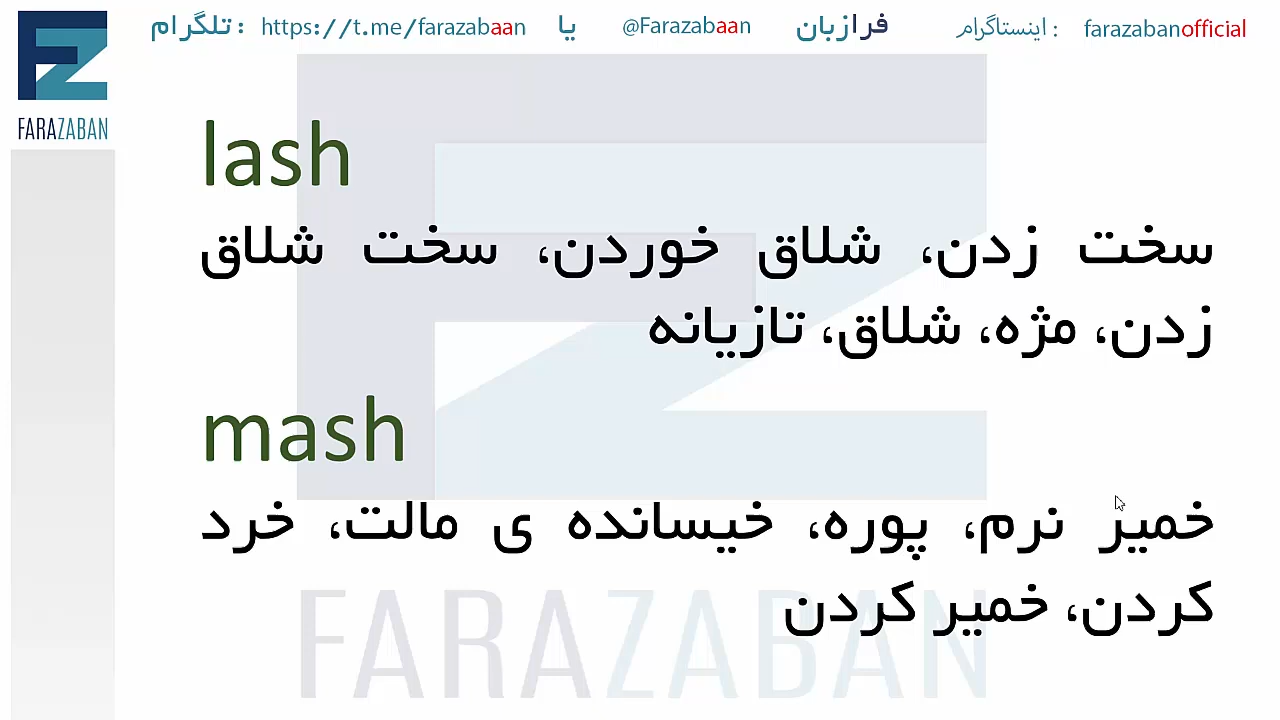 تلگرام : https://t.me/farazabaan یا @Farazabaan فرازبان اینستاگرام : farazabanofficial
FARAZABAN
lash
سخت زدن، شلاق خوردن، سخت شلاق
زدن، مژه، شلاق، تازیانه
mash
خمیز نرم، پوره، خیسانده ی مالت، خرد
کردن، خمیر کردن
FARAZABAN